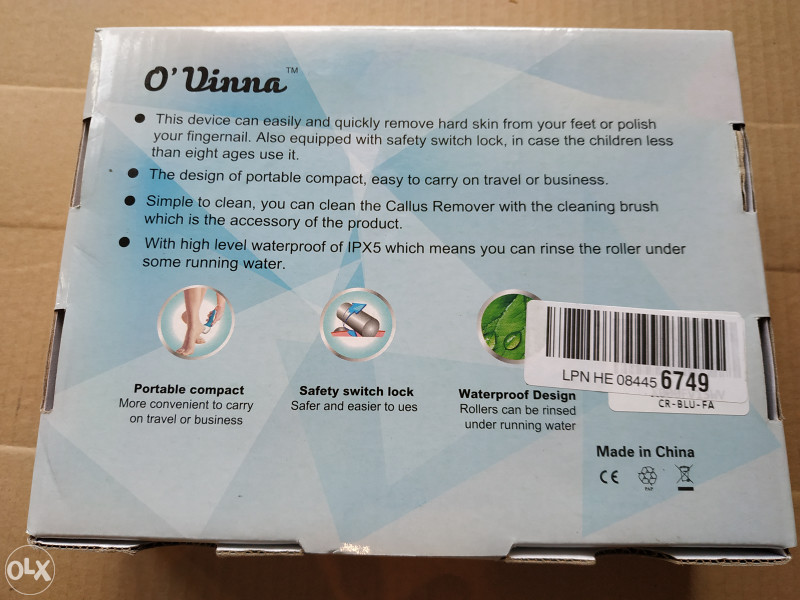 O'Vinna™
● This device can easily and quickly remove hard skin from your feet or polish
your fingernail. Also equipped with safety switch lock, in case the children less
than eight ages use it.
● The design of portable compact, easy to carry on travel or business.
● Simple to clean, you can clean the Callus Remover with the cleaning brush
which is the accessory of the product.
● With high level waterproof of IPX5 which means you can rinse the roller under
some running water.
Portable compact
More convenient to carry
on travel or business
Safety switch lock
Safer and easier to ues
Waterproof Design
Rollers can be rinsed
under running water
LPN HE 08445 6749
CR-BLU-FA
Made in China
CE
PAP
OLX